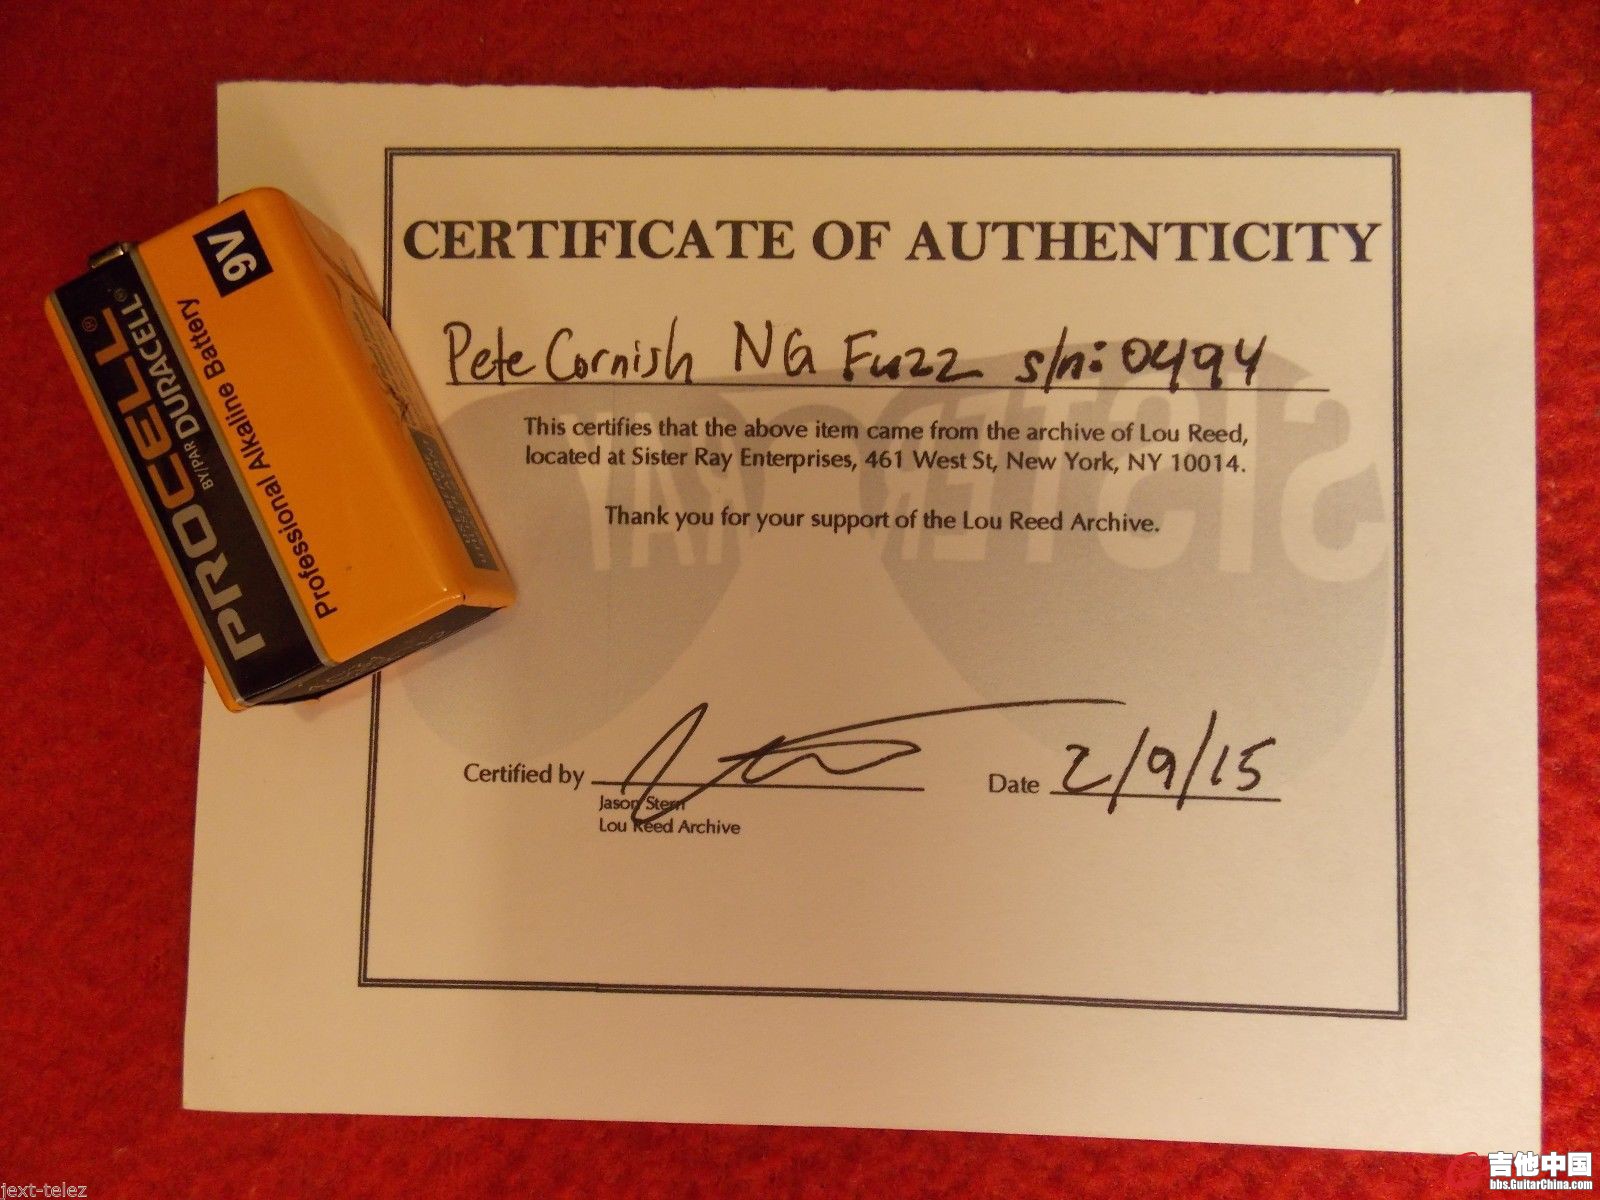 CERTIFICATE OF AUTHENTICITY
Pete Cornish NG Fuzz s/n: 0494
This certifies that the above item came from the archive of Lou Reed,
located at Sister Ray Enterprises, 461 West St, New York, NY 10014.
Thank you for your support of the Lou Reed Archive.
SISTER RAY
Certified by
Date 2/9/15
Jason Stern
Lou Reed Archive
9V
PROCELL®
BY/PAR DURACELL®
Professional Alkaline Battery
jext-telez
吉他中国
bbs.GuitarChina.com